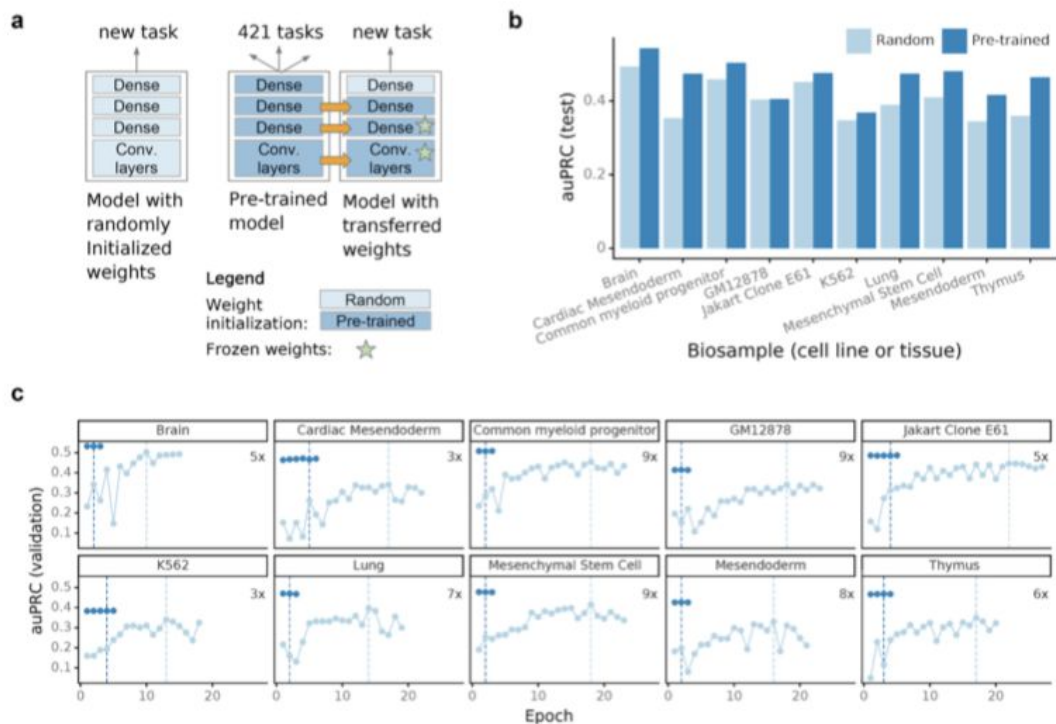 a
new task
421 tasks
new task
Dense
Dense
Dense
Conv.
layers
Dense
Dense
Dense
Conv.
layers
Dense
Dense
Dense
Conv.
layers
Model with
randomly
Initialized
weights
Pre-trained
model
Model with
transferred
weights
Legend
Weight
initialization:
Random
Pre-trained
Frozen weights:
b
Random
Pre-trained
auPRC (test)
0.4
0.2
0
Brain
Cardiac Mesendoderm
Common myeloid progenitor
GM12878
Jakart Clone E61
K562
Lung
Mesenchymal Stem Cell
Mesendoderm
Thymus
Biosample (cell line or tissue)
c
auPRC (validation)
Brain
Cardiac Mesendoderm
Common myeloid progenitor
GM12878
Jakart Clone E61
0.5
0.4
0.3
0.2
0.1
5x
3x
9x
9x
5x
K562
Lung
Mesenchymal Stem Cell
Mesendoderm
Thymus
0.5
0.4
0.3
0.2
0.1
3x
7x
9x
8x
6x
0 10 20
0 10 20
0 10 20
0 10 20
0 10 20
Epoch